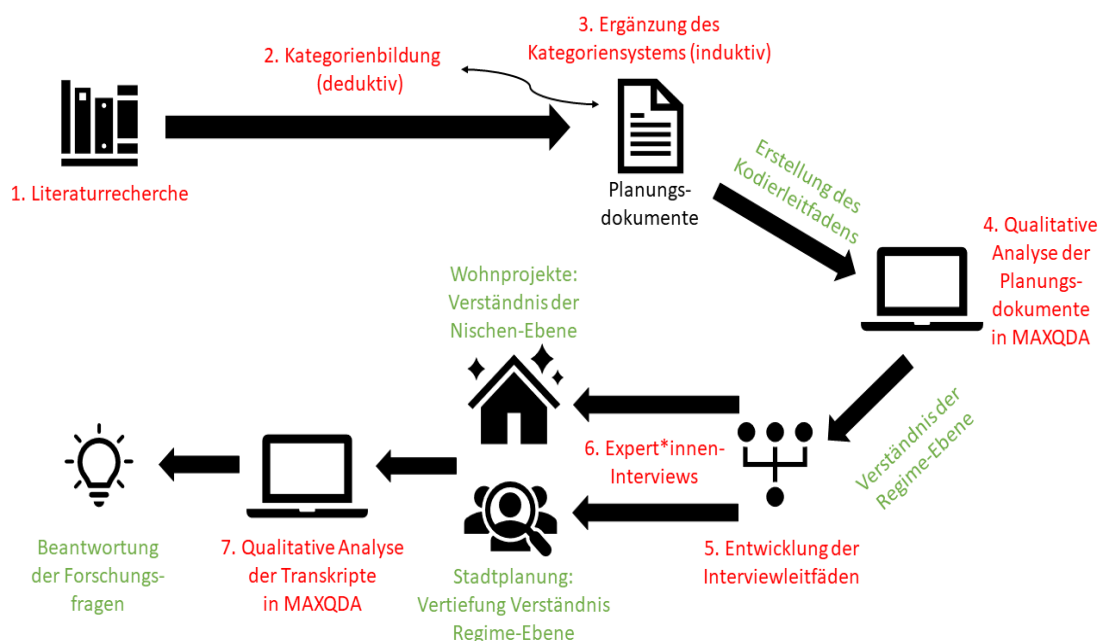 1. Literaturrecherche
2. Kategorienbildung
(deduktiv)
3. Ergänzung des
Kategoriensystems (induktiv)
Planungs-
dokumente
Erstellung des
Kodierleitfadens
4. Qualitative
Analyse der
Planungs-
dokumente
in MAXQDA
Verständnis der
Regime-Ebene
5. Entwicklung der
Interviewleitfäden
6. Expert*innen-
Interviews
Wohnprojekte:
Verständnis der
Nischen-Ebene
Stadtplanung:
Vertiefung Verständnis
Regime-Ebene
7. Qualitative Analyse
der Transkripte
in MAXQDA
Beantwortung
der Forschungs-
fragen